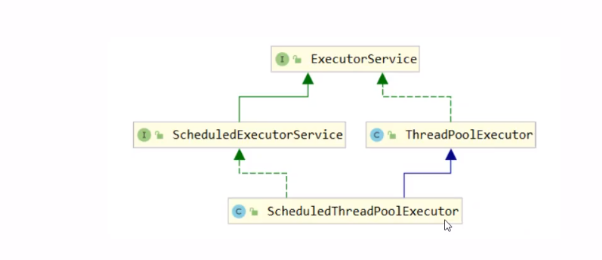 I ExecutorService
I ScheduledExecutorService
C ThreadPoolExecutor
C ScheduledThreadPoolExecutor